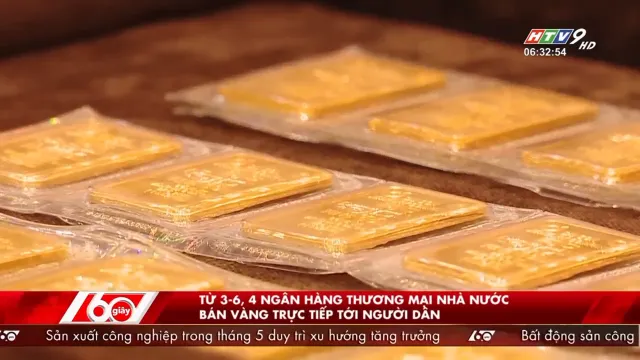 HTV9 HD
06:32:54
60 giây
TỪ 3-6, 4 NGÂN HÀNG THƯƠNG MẠI NHÀ NƯỚC
BÁN VÀNG TRỰC TIẾP TỚI NGƯỜI DÂN
60 Sản xuất công nghiệp trong tháng 5 duy trì xu hướng tăng trưởng 60 Bất động sản công